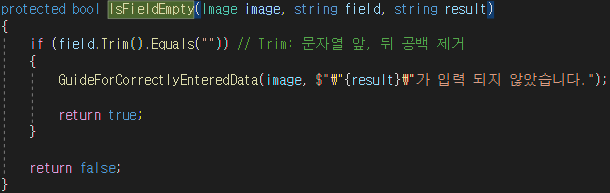 protected bool IsFieldEmpty(Image image, string field, string result)
{
if (field.Trim().Equals("")) // Trim: 문자열 앞, 뒤 공백 제거
{
GuideForCorrectlyEnteredData(image, $"₩"{result}₩"가 입력 되지 않았습니다.");
return true;
}
return false;
}